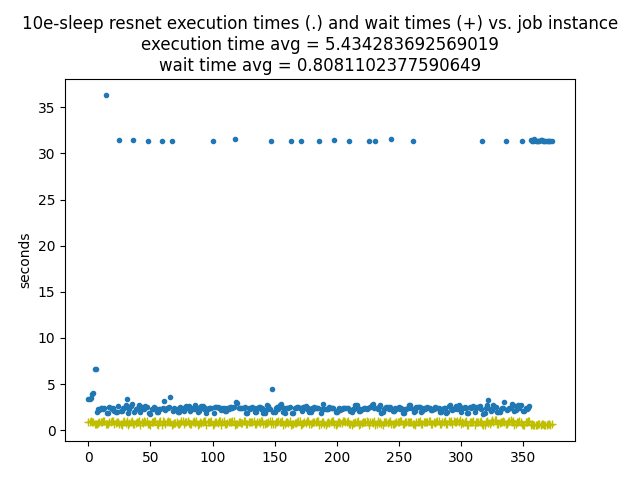 10e-sleep resnet execution times (.) and wait times (+) vs. job instance
execution time avg = 5.434283692569019
wait time avg = 0.8081102377590649
35
30
25
20
15
10
5
0
seconds
0 50 100 150 200 250 300 350